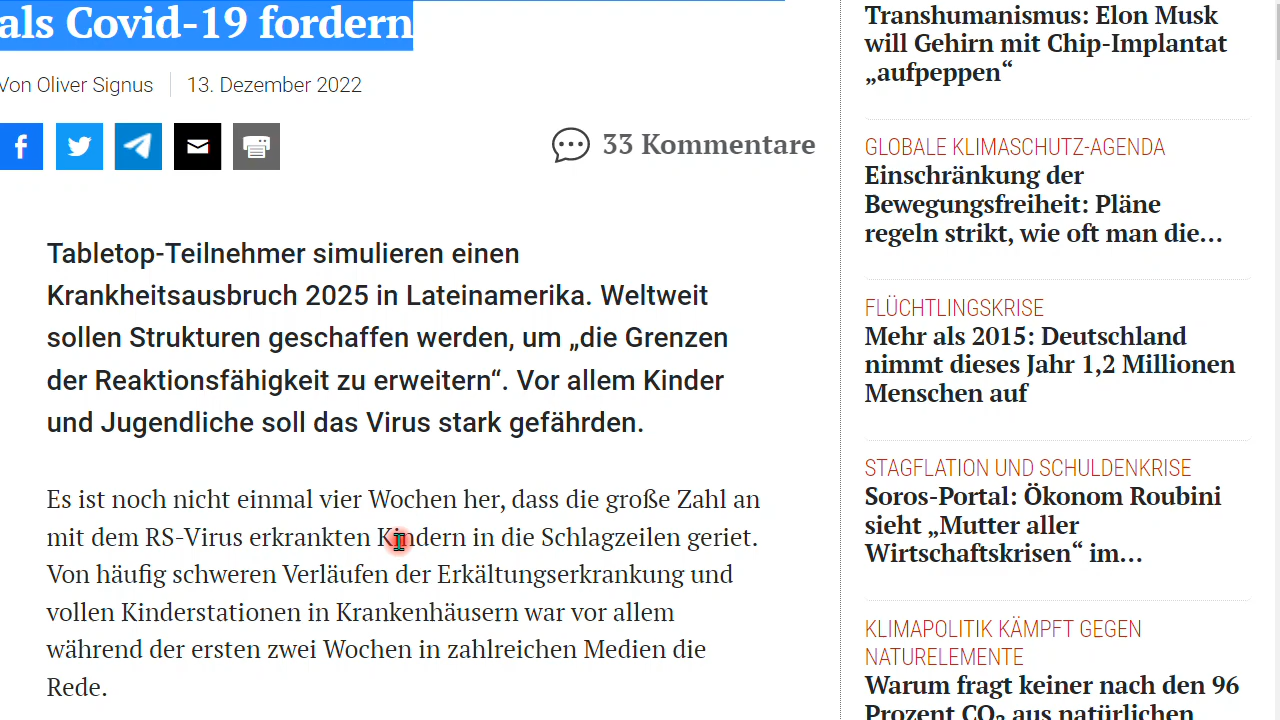 als Covid-19 fordern
Von Oliver Signus
13. Dezember 2022
33 Kommentare
Tabletop-Teilnehmer simulieren einen
Krankheitsausbruch 2025 in Lateinamerika. Weltweit
sollen Strukturen geschaffen werden, um „die Grenzen
der Reaktionsfähigkeit zu erweitern“. Vor allem Kinder
und Jugendliche soll das Virus stark gefährden.
Es ist noch nicht einmal vier Wochen her, dass die große Zahl an
mit dem RS-Virus erkrankten Kindern in die Schlagzeilen geriet.
Von häufig schweren Verläufen der Erkältungserkrankung und
vollen Kinderstationen in Krankenhäusern war vor allem
während der ersten zwei Wochen in zahlreichen Medien die
Rede.
Transhumanismus: Elon Musk
will Gehirn mit Chip-Implantat
„aufpeppen“
GLOBALE KLIMASCHUTZ-AGENDA
Einschränkung der
Bewegungsfreiheit: Pläne
regeln strikt, wie oft man die...
FLÜCHTLINGSKRISE
Mehr als 2015: Deutschland
nimmt dieses Jahr 1,2 Millionen
Menschen auf
STAGFLATION UND SCHULDENKRISE
Soros-Portal: Ökonom Roubini
sieht „Mutter aller
Wirtschaftskrisen“ im...
KLIMAPOLITIK KÄMPFT GEGEN
NATURELEMENTE
Warum fragt keiner nach den 96
Prozent CO₂ aus natürlichen